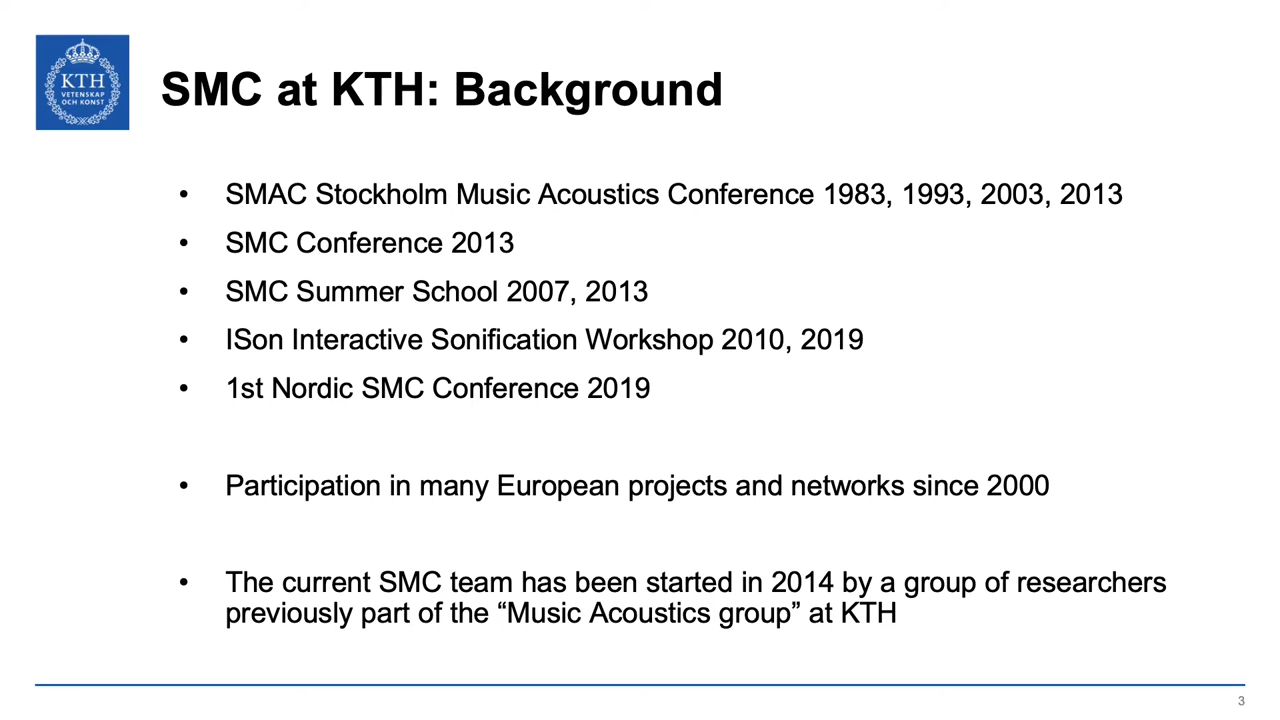 KTH
VETENSKAP
OCH KONST
SMC at KTH: Background
• SMAC Stockholm Music Acoustics Conference 1983, 1993, 2003, 2013
• SMC Conference 2013
• SMC Summer School 2007, 2013
• ISon Interactive Sonification Workshop 2010, 2019
• 1st Nordic SMC Conference 2019
• Participation in many European projects and networks since 2000
• The current SMC team has been started in 2014 by a group of researchers
previously part of the “Music Acoustics group” at KTH
3